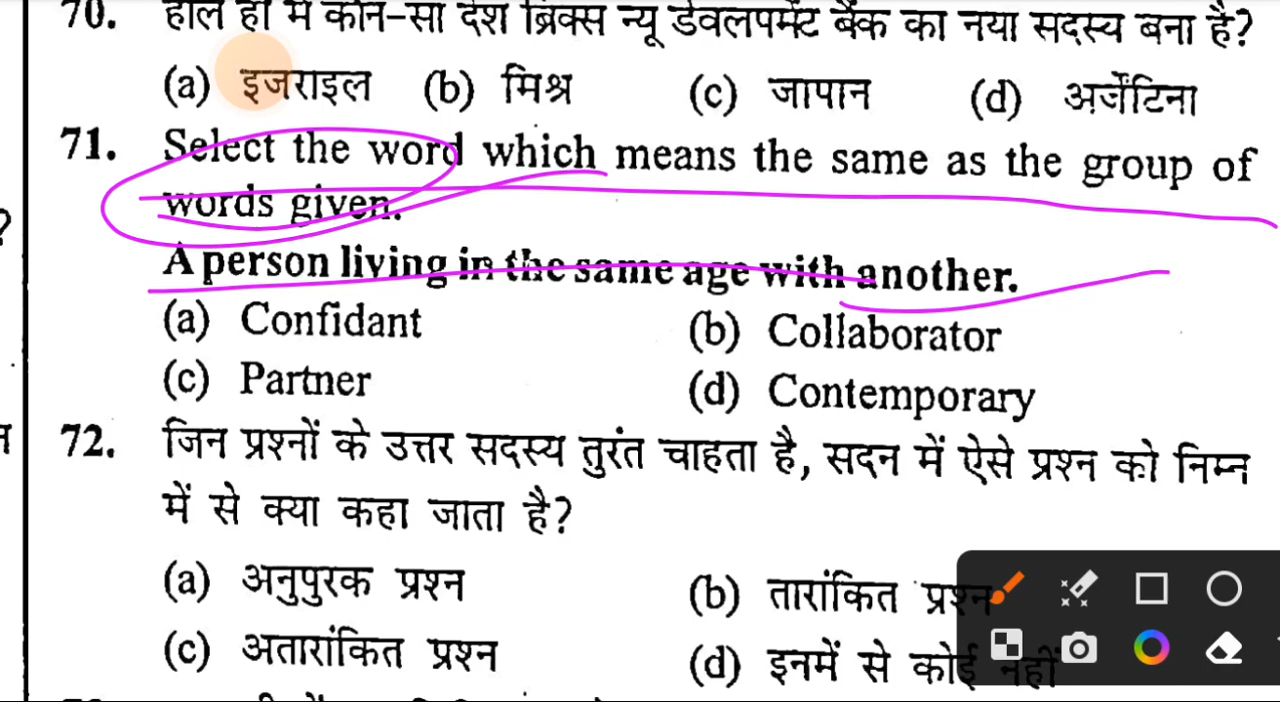 70. हाल ही में कौन-सा देश ब्रिक्स न्यू डेवलपमेंट बैंक का नया सदस्य बना है?
(a) इजराइल (b) मिश्र (c) जापान (d) अर्जेंटिना
71. Select the word which means the same as the group of
words given.
A person living in the same age with another.
(a) Confidant (b) Collaborator
(c) Partner (d) Contemporary
72. जिन प्रश्नों के उत्तर सदस्य तुरंत चाहता है, सदन में ऐसे प्रश्न को निम्न
में से क्या कहा जाता है?
(a) अनुपुरक प्रश्न (b) तारांकित प्रश्न
(c) अतारांकित प्रश्न (d) इनमें से कोई नहीं